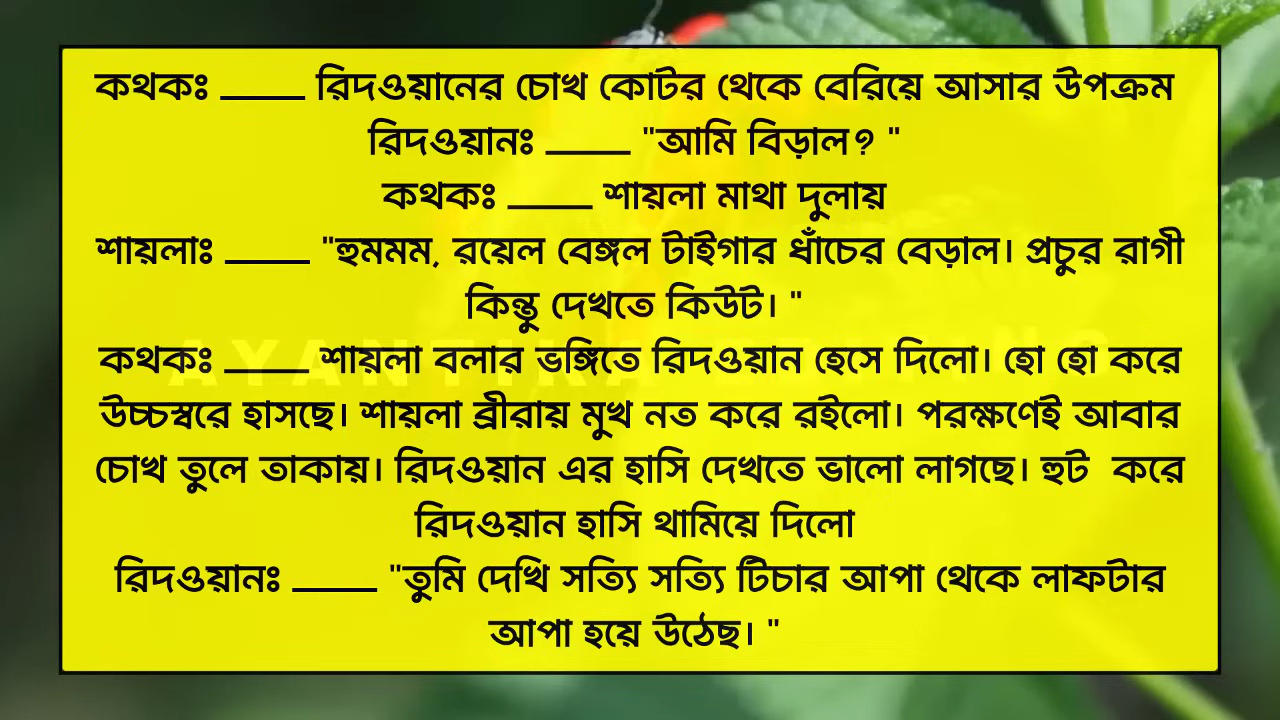 কথকঃ ____ রিদওয়ানের চোখ কোটর থেকে বেরিয়ে আসার উপক্রম
রিদওয়ানঃ ____ "আমি বিড়াল? "
কথকঃ ____ শায়লা মাথা দুলায়
শায়লাঃ ____ "হুমমম, রয়েল বেঙ্গল টাইগার ধাঁচের বেড়াল। প্রচুর রাগী
কিন্তু দেখতে কিউট। "
কথকঃ ____ শায়লা বলার ভঙ্গিতে রিদওয়ান হেসে দিলো। হো হো করে
উচ্চস্বরে হাসছে। শায়লা ব্রীরায় মুখ নত করে রইলো। পরক্ষণেই আবার
চোখ তুলে তাকায়। রিদওয়ান এর হাসি দেখতে ভালো লাগছে। হুট করে
রিদওয়ান হাসি থামিয়ে দিলো
রিদওয়ানঃ ____ "তুমি দেখি সত্যি সত্যি টিচার আপা থেকে লাফটার
আপা হয়ে উঠেছ। "